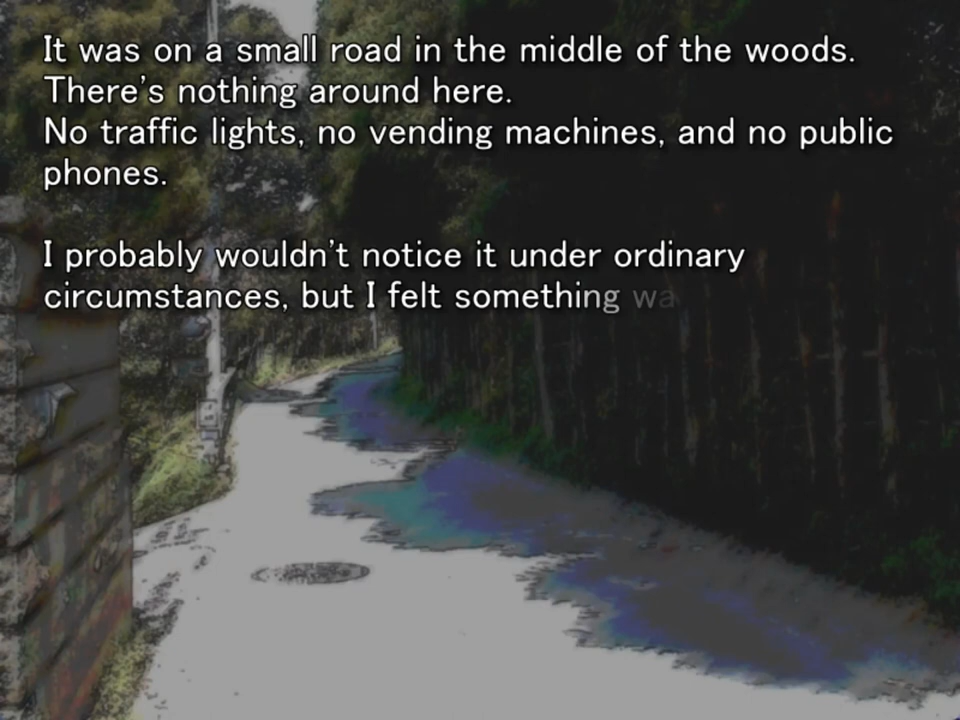 It was on a small road in the middle of the woods.
There's nothing around here.
No traffic lights, no vending machines, and no public
phones.
I probably wouldn't notice it under ordinary
circumstances, but I felt something wa